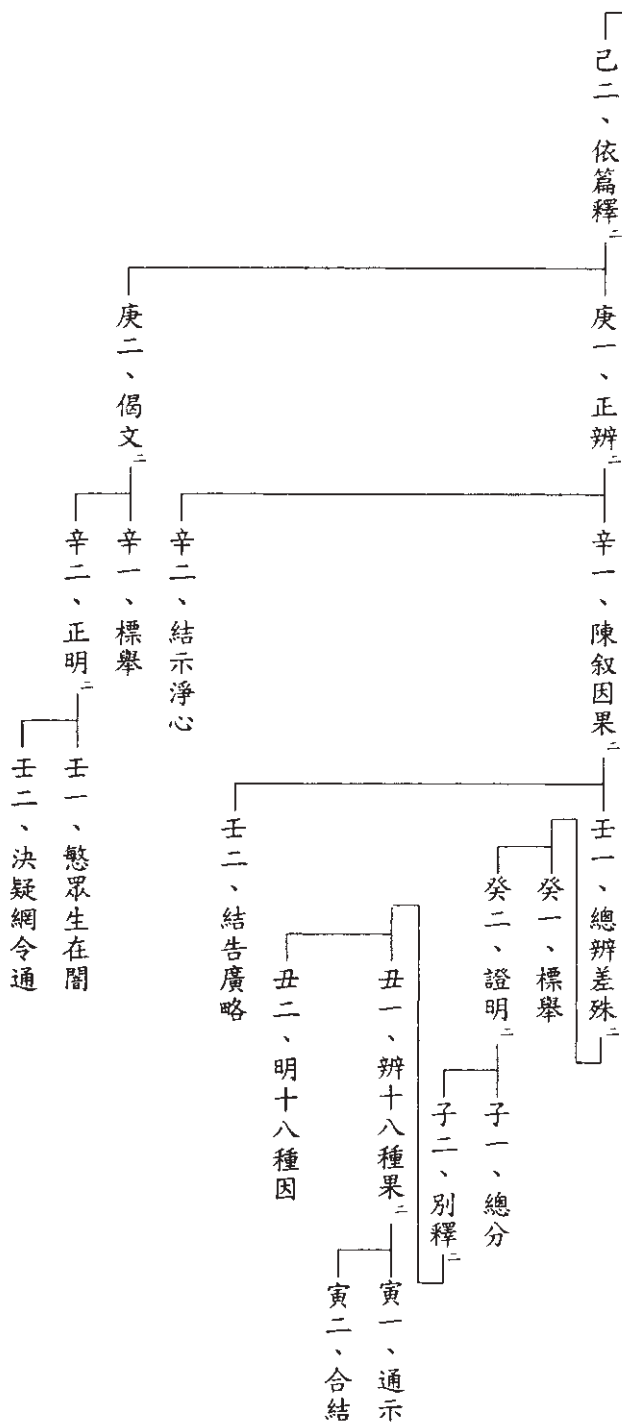 己二、依篇釋二
庚一、正辨二
辛一、陳叙因果二
壬一、總辨差殊二
癸一、標舉
癸二、證明二
子一、總分
子二、別釋二
丑一、辨十八種果二
寅一、通示
寅二、合結
丑二、明十八種因
壬二、結告廣略
辛二、結示淨心
庚二、偈文二
辛一、標舉
辛二、正明二
壬一、愍眾生在闇
壬二、決疑網令通